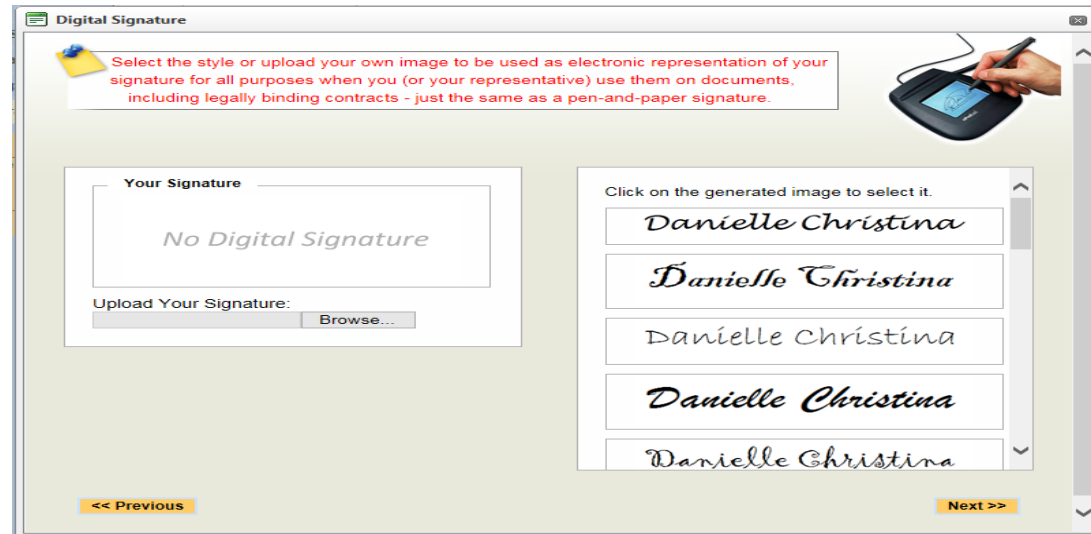 Digital Signature
Select the style or upload your own image to be used as electronic representation of your
signature for all purposes when you (or your representative) use them on documents,
including legally binding contracts - just the same as a pen-and-paper signature.
Your Signature
No Digital Signature
Upload Your Signature:
Browse...
Click on the generated image to select it.
Danielle Christina
Danielle Christina
Danielle Christina
Danielle Christina
Danielle Christina
<< Previous
Next >>